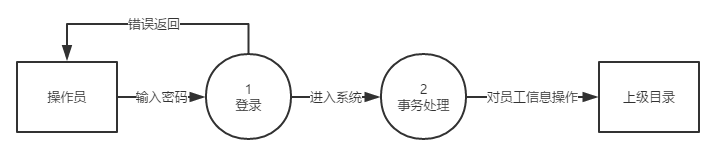 错误返回
操作员
输入密码
1
登录
进入系统
2
事务处理
对员工信息操作
上级目录